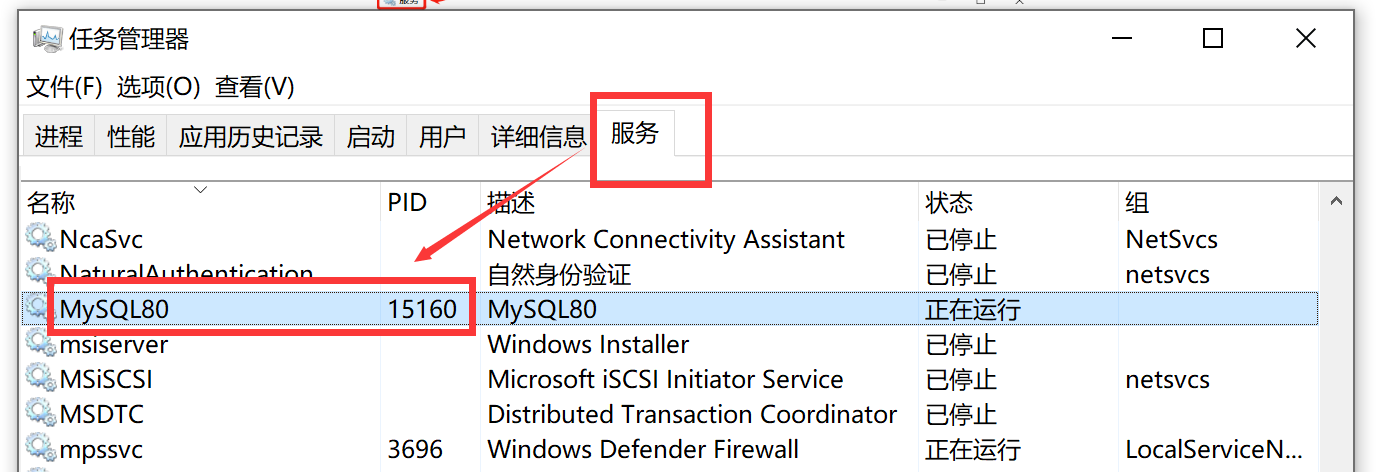 服务
任务管理器
文件(F) 选项(O) 查看(V)
进程 性能 应用历史记录 启动 用户 详细信息 服务
名称 PID 描述 状态 组
NcaSvc Network Connectivity Assistant 已停止 NetSvcs
NaturalAuthentication 自然身份验证 已停止 netsvcs
MySQL80 15160 MySQL80 正在运行
msiserver Windows Installer 已停止
MSiSCSI Microsoft iSCSI Initiator Service 已停止 netsvcs
MSDTC Distributed Transaction Coordinator 已停止
mpssvc 3696 Windows Defender Firewall 正在运行 LocalServiceN...